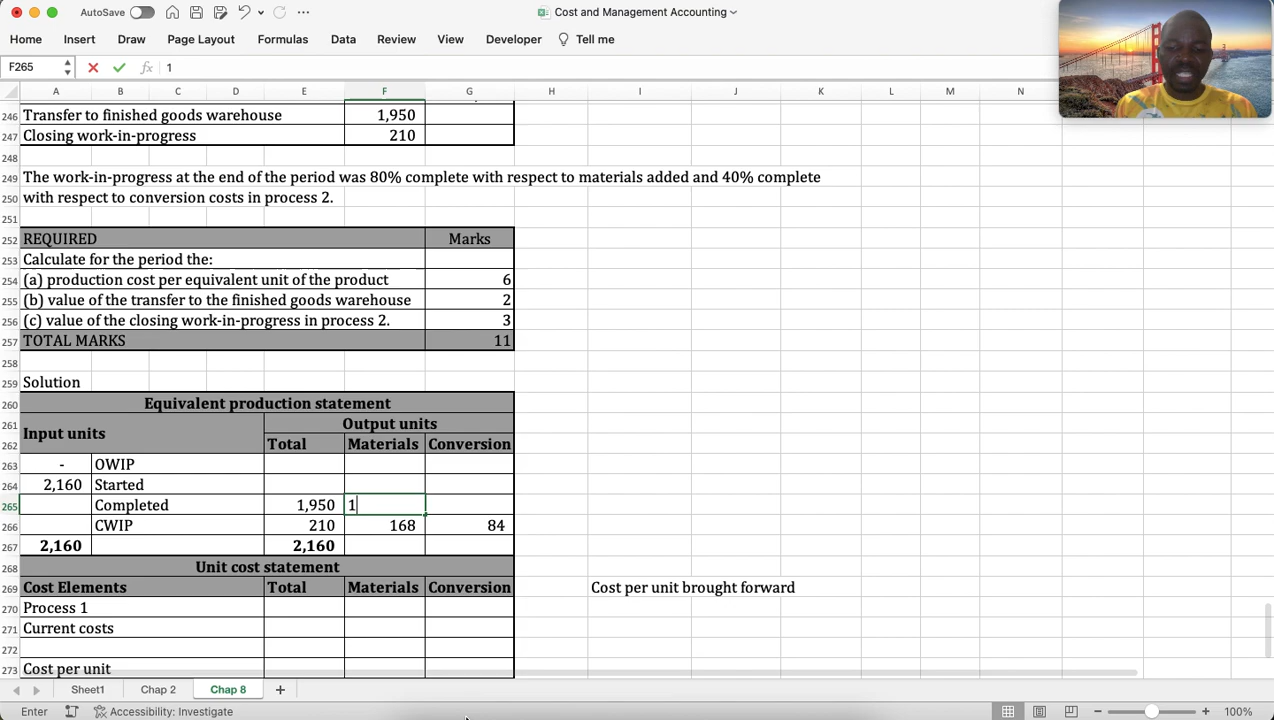 AutoSave
Cost and Management Accounting
Home Insert Draw Page Layout Formulas Data Review View Developer Tell me
F265 fx 1
A B C D E F G H I J K L M N
246 Transfer to finished goods warehouse 1,950
247 Closing work-in-progress 210
248
249 The work-in-progress at the end of the period was 80% complete with respect to materials added and 40% complete
250 with respect to conversion costs in process 2.
251
252 REQUIRED Marks
253 Calculate for the period the:
254 (a) production cost per equivalent unit of the product 6
255 (b) value of the transfer to the finished goods warehouse 2
256 (c) value of the closing work-in-progress in process 2. 3
257 TOTAL MARKS 11
258
259 Solution
260 Equivalent production statement
261 Input units Output units
262 Total Materials Conversion
263 - OWIP
264 2,160 Started
265 Completed 1,950 1
266 CWIP 210 168 84
267 2,160 2,160
268 Unit cost statement
269 Cost Elements Total Materials Conversion Cost per unit brought forward
270 Process 1
271 Current costs
272
273 Cost per unit
Sheet1 Chap 2 Chap 8
Enter Accessibility: Investigate 100%